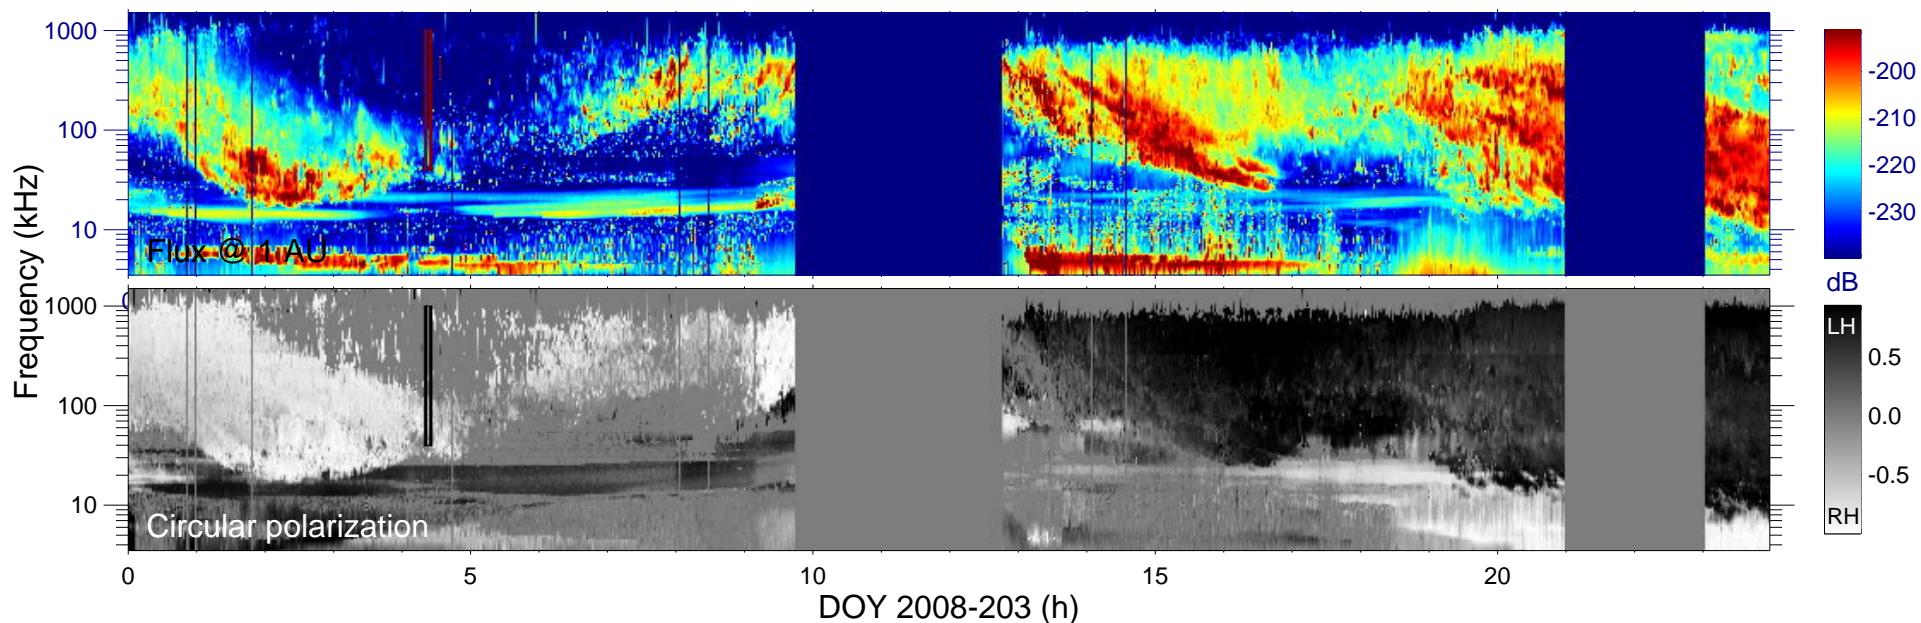 1000
100
10
Flux @ 1 AU
-200
-210
-220
-230
dB
Frequency (kHz)
0
1000
100
10
Circular polarization
LH
0.5
0.0
-0.5
RH
0
5
10
15
20
DOY 2008-203 (h)